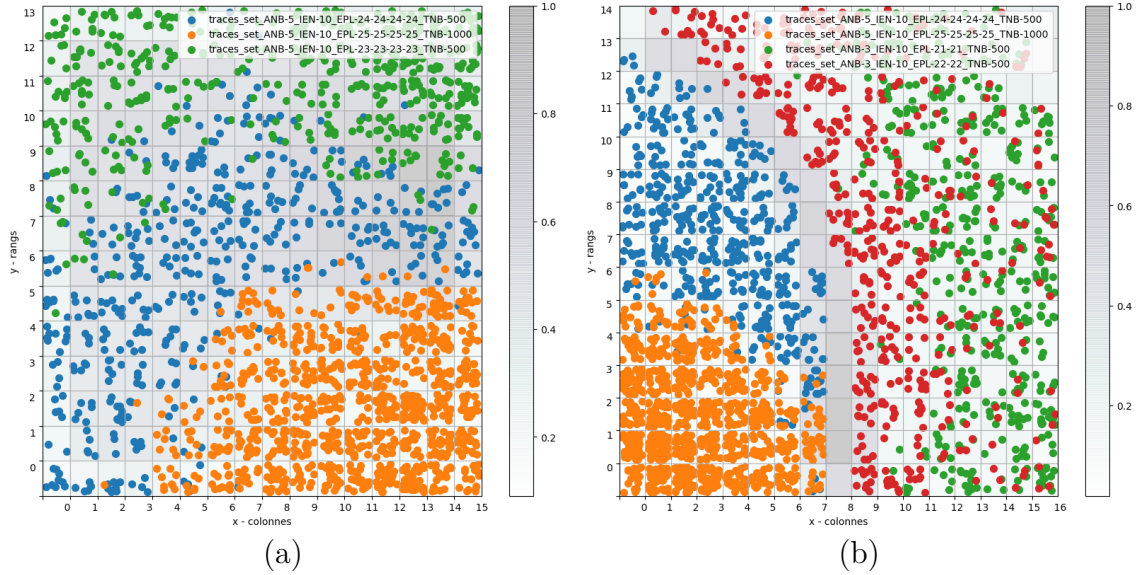 traces_set_ANB-5_IEN-10_EPL-24-24-24-24_TNB-500
traces_set_ANB-5_IEN-10_EPL-25-25-25-25_TNB-1000
traces_set_ANB-5_IEN-10_EPL-23-23-23-23_TNB-500
13
12
11
10
9
8
7
6
5
4
3
2
1
0
y - rangs
0 1 2 3 4 5 6 7 8 9 10 11 12 13 14 15
x - colonnes
1.0
0.8
0.6
0.4
0.2
(a)
traces_set_ANB-5_IEN-10_EPL-24-24-24-24_TNB-500
traces_set_ANB-5_IEN-10_EPL-25-25-25-25_TNB-1000
traces_set_ANB-3_IEN-10_EPL-21-21_TNB-500
traces_set_ANB-3_IEN-10_EPL-22-22_TNB-500
14
13
12
11
10
9
8
7
6
5
4
3
2
1
0
y - rangs
0 1 2 3 4 5 6 7 8 9 10 11 12 13 14 15 16
x - colonnes
1.0
0.8
0.6
0.4
0.2
(b)